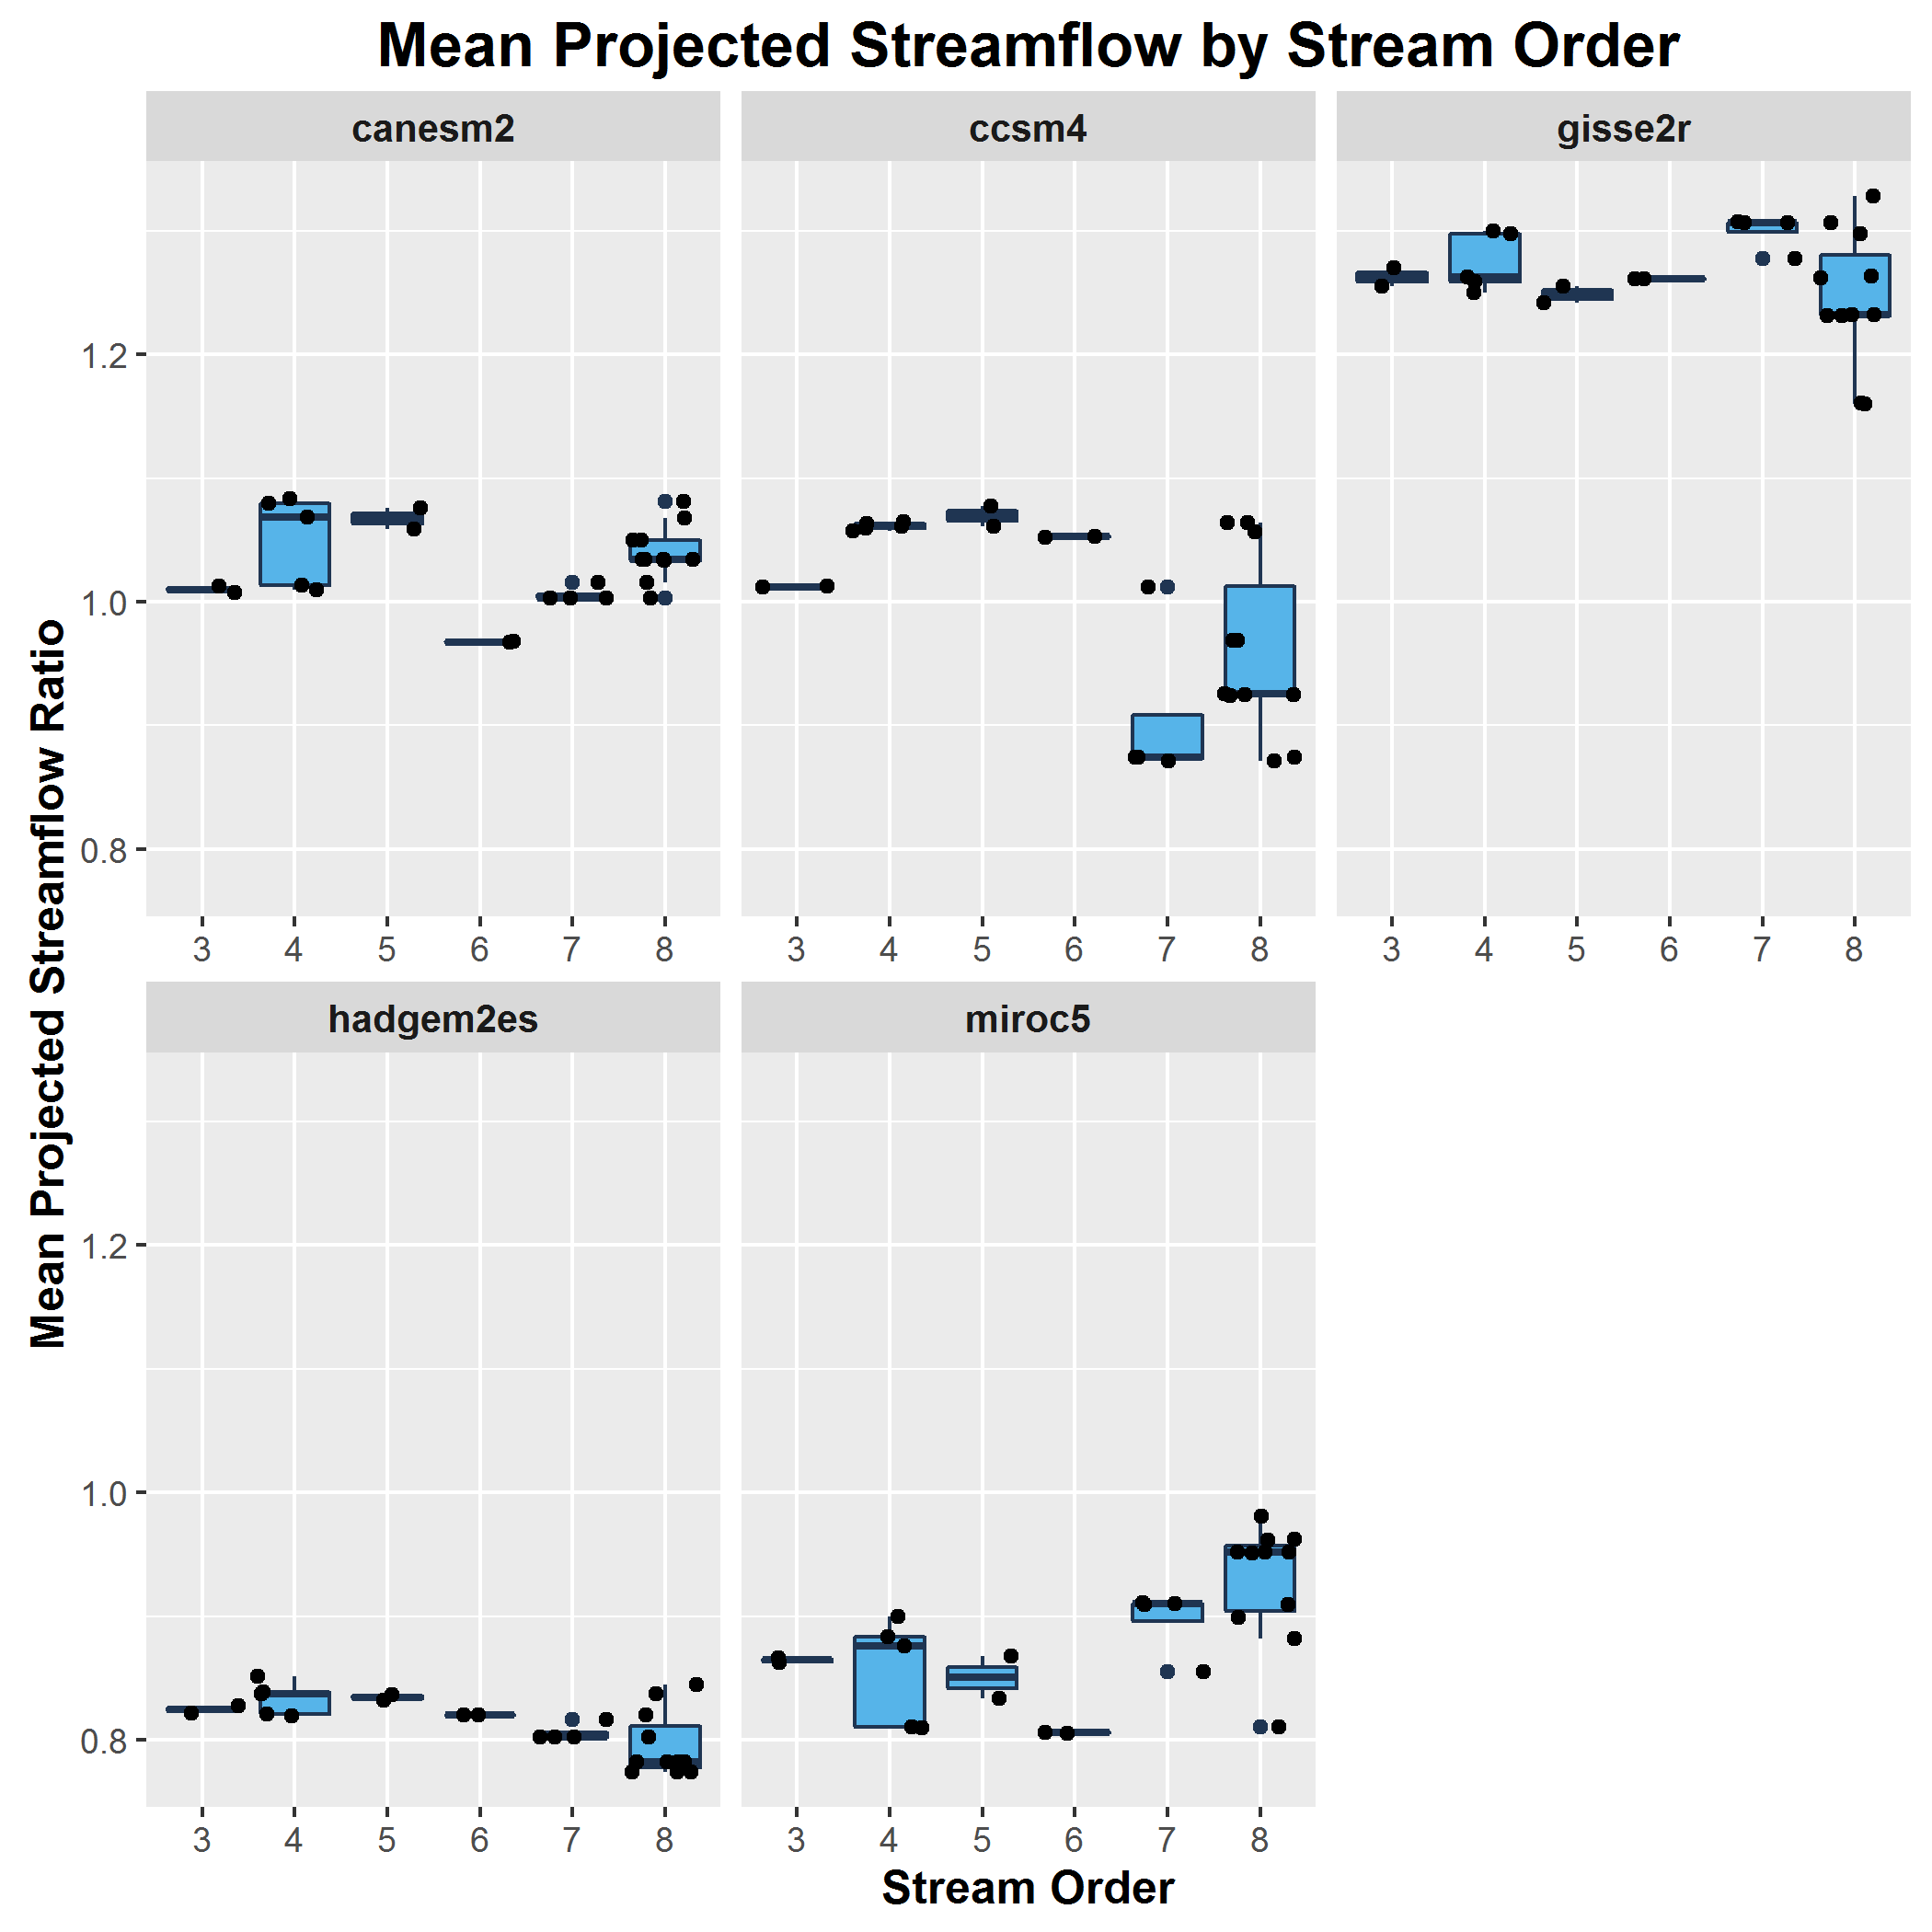 Mean Projected Streamflow by Stream Order
canesm2
ccsm4
gisse2r
1.2
1.0
0.8
3 4 5 6 7 8
3 4 5 6 7 8
3 4 5 6 7 8
Mean Projected Streamflow Ratio
hadgem2es
miroc5
1.2
1.0
0.8
3 4 5 6 7 8
3 4 5 6 7 8
Stream Order